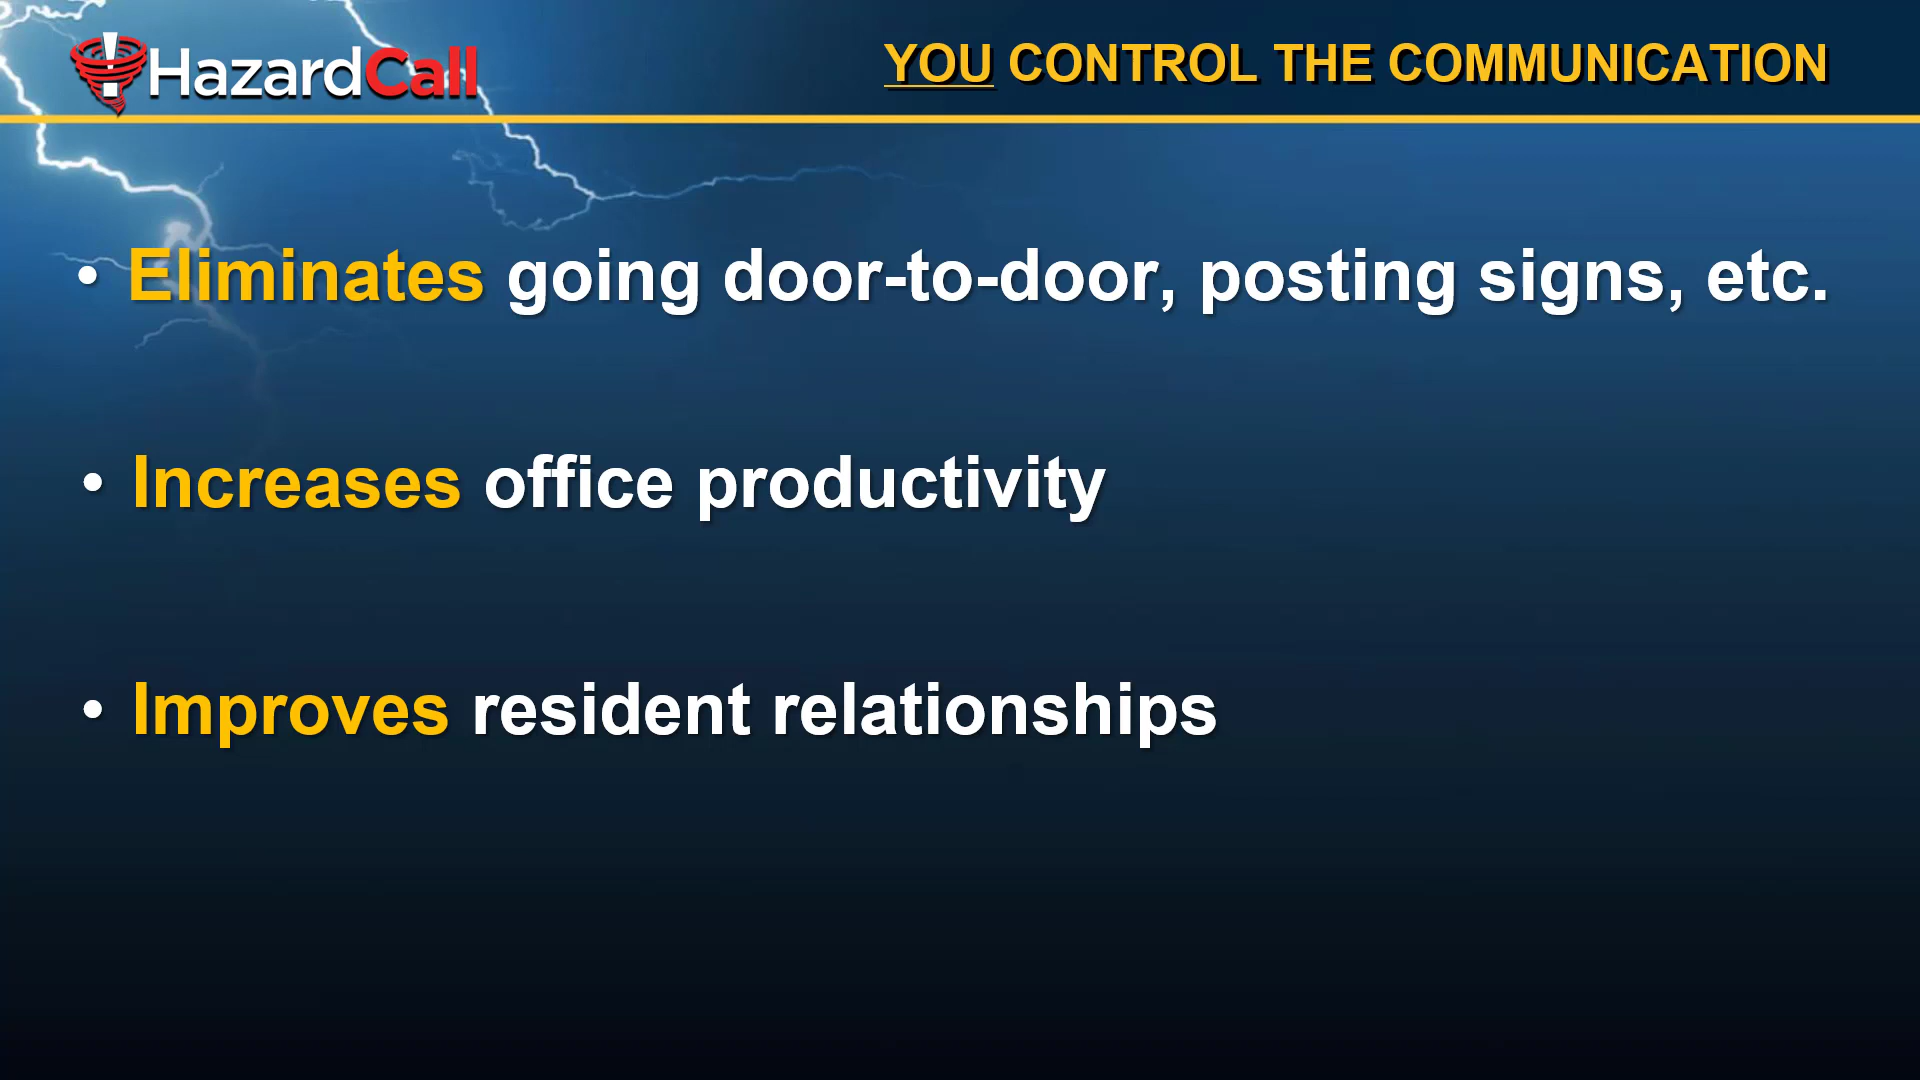 HazardCall
YOU CONTROL THE COMMUNICATION
• Eliminates going door-to-door, posting signs, etc.
• Increases office productivity
• Improves resident relationships